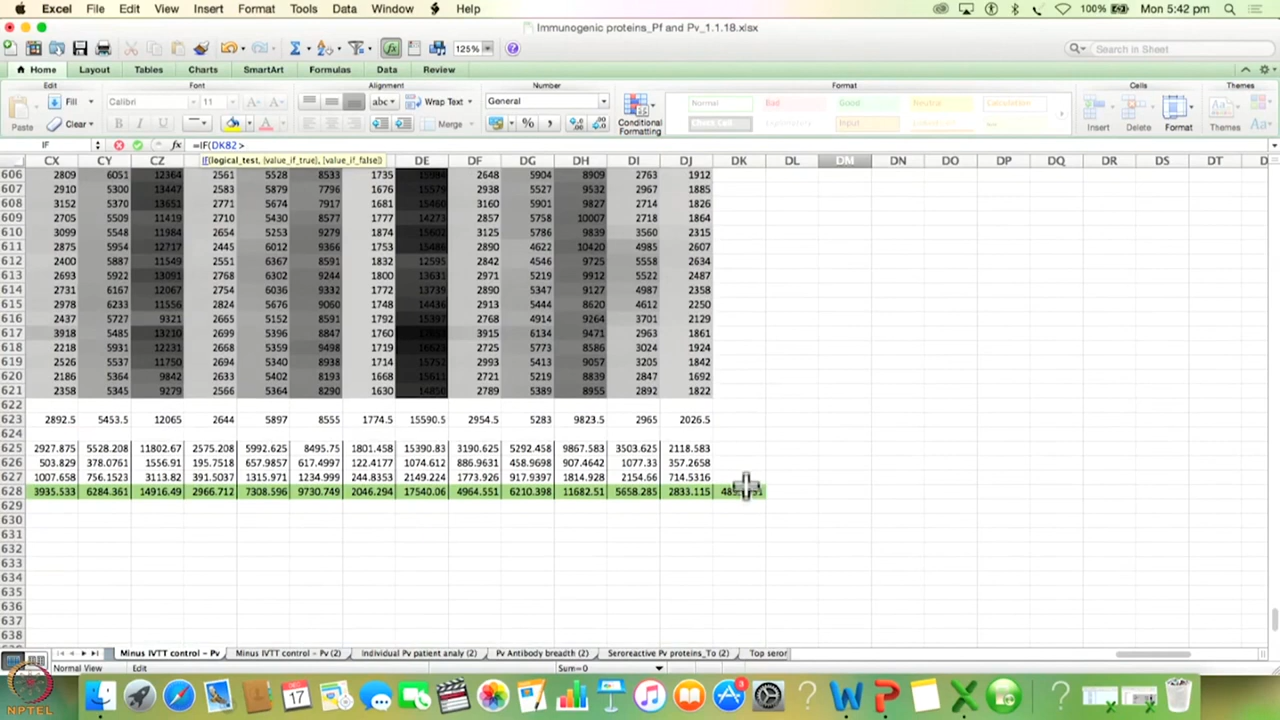 Excel File Edit View Insert Format Tools Data Window Help 100% Mon 5:42 pm
Immunogenic proteins_Pf and Pv_1.1.18.xlsx
125% Search in Sheet
Home Layout Tables Charts SmartArt Formulas Data Review
Edit Font Alignment Number Format Cells Themes
Fill Calibri 11 abc Wrap Text General Normal Bad Good Neutral Calculation
Paste Clear B I U Merge % Conditional Formatting Check Cell Explanatory... Input Insert Delete Format Themes Aa
IF fx =IF(DK82>
IF(logical_test, [value_if_true], [value_if_false])
CX CY CZ DE DF DG DH DI DJ DK DL DM DN DO DP DQ DR DS DT
606 2809 6051 12364 2561 5528 8533 1735 15984 2648 5904 8909 2763 1912
607 2910 5300 13447 2583 5879 7796 1676 15579 2938 5527 9532 2967 1885
608 3152 5370 13651 2771 5674 7917 1681 15460 3160 5901 9827 2714 1826
609 2705 5509 11419 2710 5430 8577 1777 14273 2857 5758 10007 2718 1864
610 3099 5548 11984 2654 5253 9279 1874 15602 3125 5786 9839 3560 2315
611 2875 5954 12717 2445 6012 9366 1753 15486 2890 4622 10420 4985 2607
612 2400 5887 11549 2551 6367 8591 1832 12595 2842 4546 9725 5558 2634
613 2693 5922 13091 2768 6302 9244 1800 13631 2971 5219 9912 5522 2487
614 2731 6167 12067 2754 6036 9332 1772 13739 2890 5347 9127 4987 2358
615 2978 6233 11556 2824 5676 9060 1748 14436 2913 5444 8620 4612 2250
616 2437 5727 9321 2665 5152 8591 1792 15397 2768 4914 9264 3701 2129
617 3918 5485 13210 2699 5396 8847 1760 3915 6134 9471 2963 1861
618 2218 5931 12231 2668 5359 9498 1719 16623 2725 5773 8586 3024 1924
619 2526 5537 11750 2694 5340 8938 1714 15752 2993 5413 9057 3205 1842
620 2186 5364 9842 2633 5402 8193 1668 15611 2721 5219 8839 2847 1692
621 2358 5345 9279 2566 5364 8290 1630 14850 2789 5389 8955 2892 1822
622
623 2892.5 5453.5 12065 2644 5897 8555 1774.5 15590.5 2954.5 5283 9823.5 2965 2026.5
624
625 2927.875 5528.208 11802.67 2575.208 5992.625 8495.75 1801.458 15390.83 3190.625 5292.458 9867.583 3503.625 2118.583
626 503.829 378.0761 1556.91 195.7518 657.9857 617.4997 122.4177 1074.612 886.9631 458.9698 907.4642 1077.33 357.2658
627 1007.658 756.1523 3113.82 391.5037 1315.971 1234.999 244.8353 2149.224 1773.926 917.9397 1814.928 2154.66 714.5316
628 3935.533 6284.361 14916.49 2966.712 7308.596 9730.749 2046.294 17540.06 4964.551 6210.398 11682.51 5658.285 2833.115
629
630
631
632
633
634
635
636
637
638
Minus IVTT control - Pv Minus IVTT control - Pv (2) Individual Pv patient analy (2) Pv Antibody breadth (2) Seroreactive Pv proteins_To (2) Top seror
Normal View Edit Sum=0
NPTEL